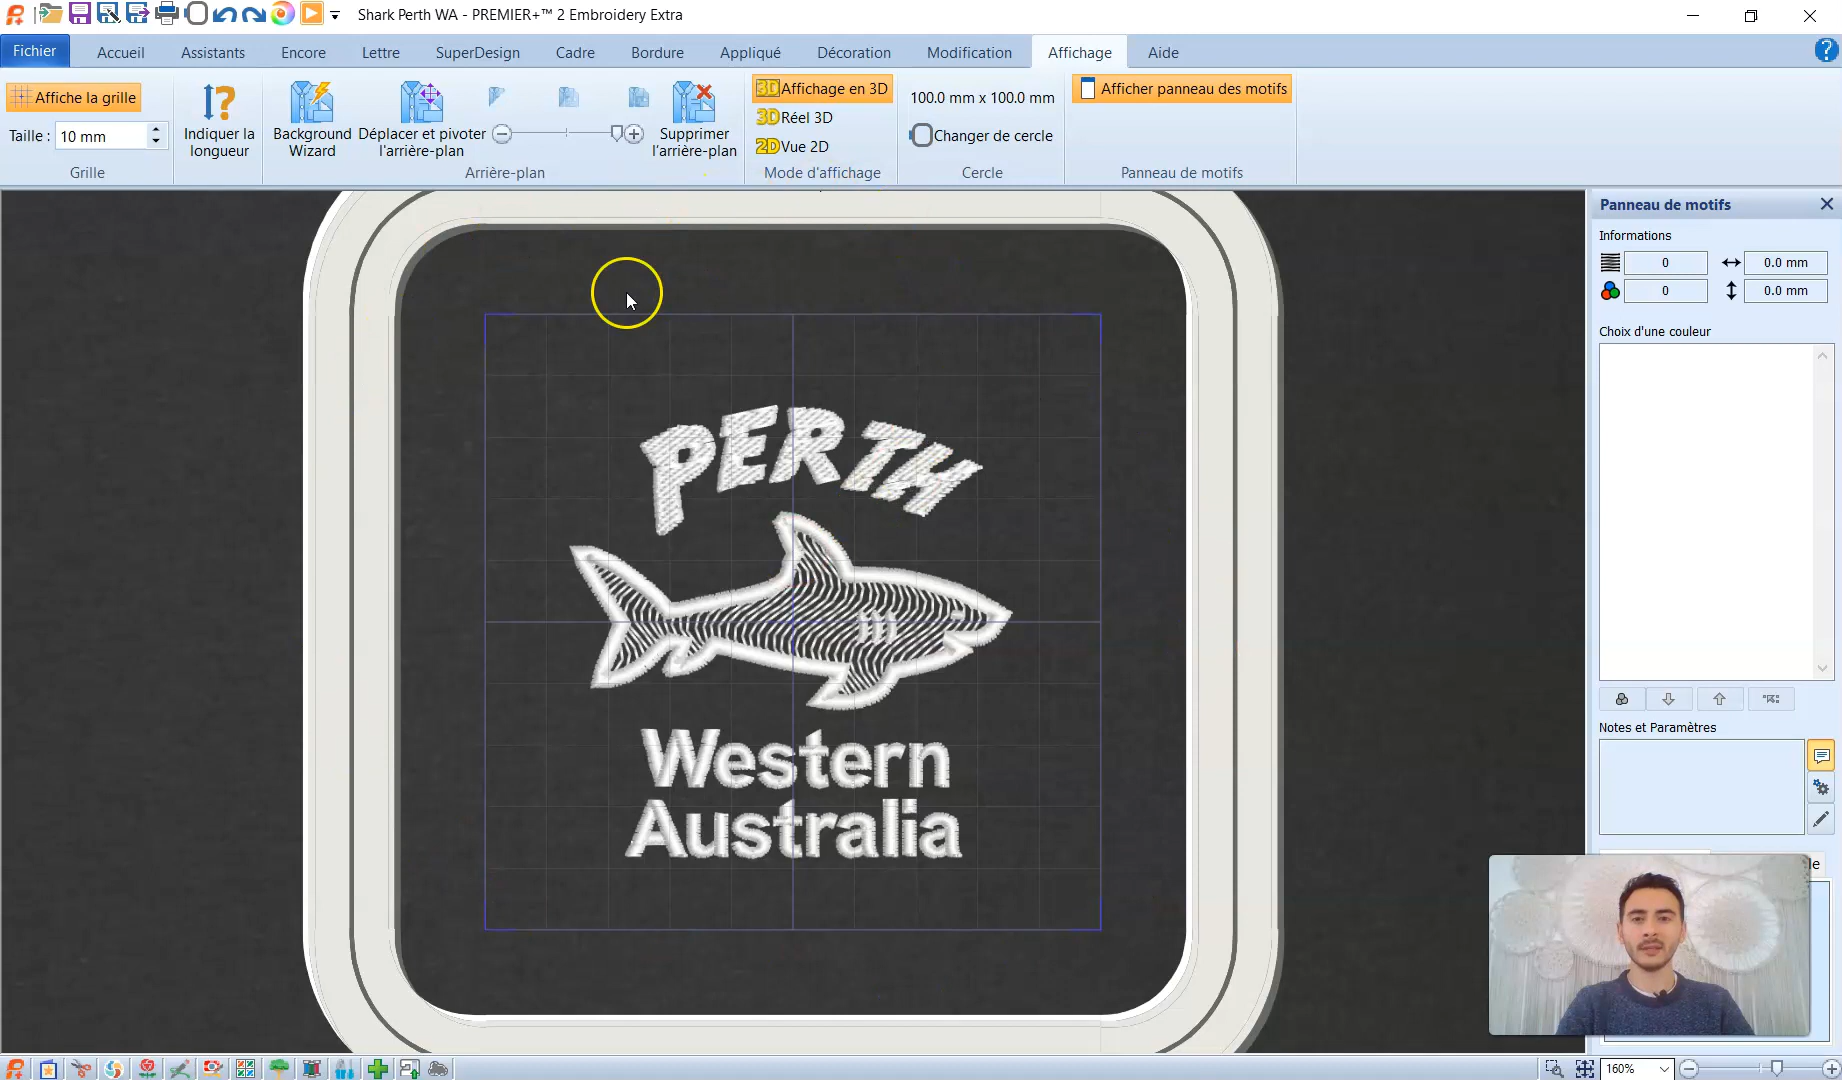 Shark Perth WA - PREMIER+™ 2 Embroidery Extra
Fichier Accueil Assistants Encore Lettre SuperDesign Cadre Bordure Appliqué Décoration Modification Affichage Aide
Affiche la grille
Taille : 10 mm
Grille
Indiquer la
longueur
Background
Wizard
Déplacer et pivoter
l'arrière-plan
Supprimer
l'arrière-plan
Arrière-plan
3D Affichage en 3D
3D Réel 3D
2D Vue 2D
Mode d'affichage
100.0 mm x 100.0 mm
Changer de cercle
Cercle
Afficher panneau des motifs
Panneau de motifs
PERTH
Western
Australia
Panneau de motifs
Informations
0 0.0 mm
0 0.0 mm
Choix d'une couleur
Notes et Paramètres
le
160%